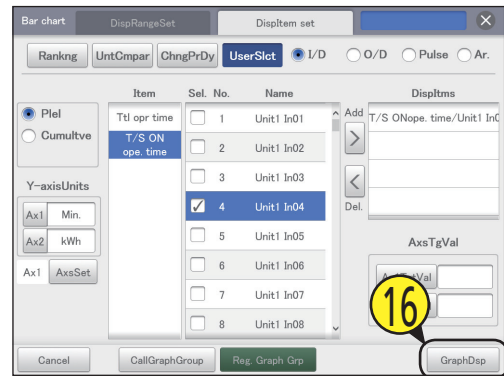 Bar chart DispRangeSet DispItem set
Rankng UntCmpar ChngPrDy UserSlct I/D O/D Pulse Ar.
Item Sel. No. Name DispItms
Plel
Cumultve
Ttl opr time
T/S ON
ope. time
1 Unit1 In01
2 Unit1 In02
3 Unit1 In03
4 Unit1 In04
5 Unit1 In05
6 Unit1 In06
7 Unit1 In07
8 Unit1 In08
Add
Del.
T/S ONope. time/Unit1 In0
Y-axisUnits
Ax1 Min.
Ax2 kWh
Ax1 AxsSet
AxsTgVal
16
Cancel CallGraphGroup Reg. Graph Grp GraphDsp